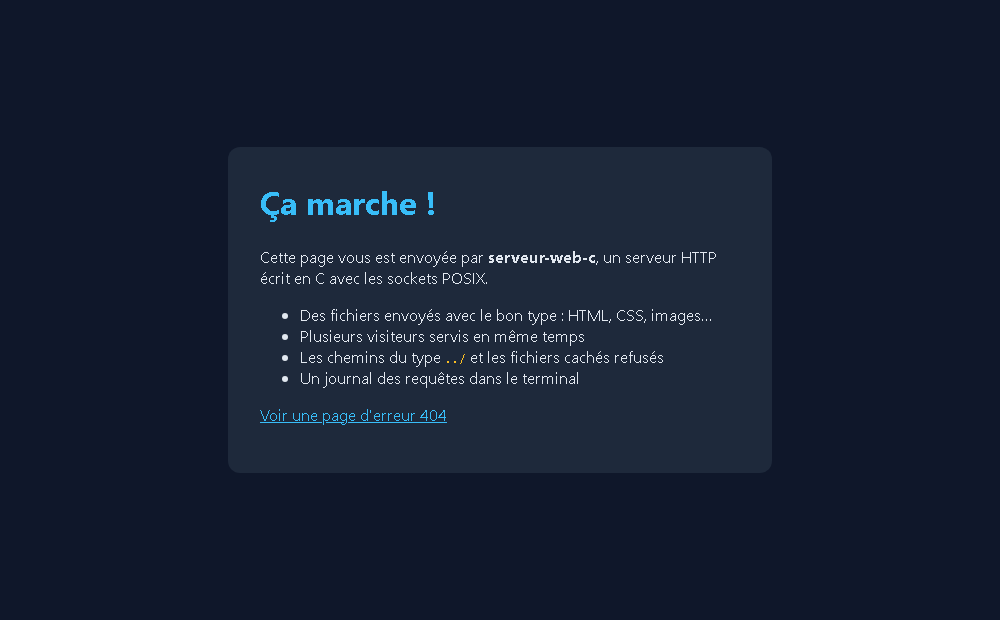 Ça marche !
Cette page vous est envoyée par serveur-web-c, un serveur HTTP
écrit en C avec les sockets POSIX.
Des fichiers envoyés avec le bon type : HTML, CSS, images...
Plusieurs visiteurs servis en même temps
Les chemins du type ../ et les fichiers cachés refusés
Un journal des requêtes dans le terminal
Voir une page d'erreur 404